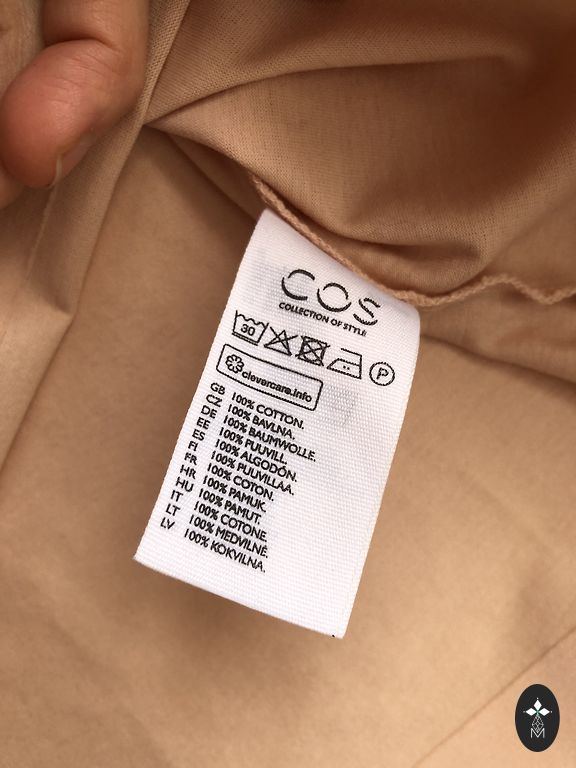 COS
COLLECTION OF STYLE
30
P
clevercare.info
GB 100% COTTON.
CZ 100% BAVLNA.
DE 100% BAUMWOLLE.
EE 100% PUUVILL.
ES 100% ALGODÓN.
FI 100% PUUVILLAA.
FR 100% COTON.
HR 100% PAMUK.
HU 100% PAMUT.
IT 100% COTONE.
LT 100% MEDVILNĖ.
LV 100% KOKVILNA.
M